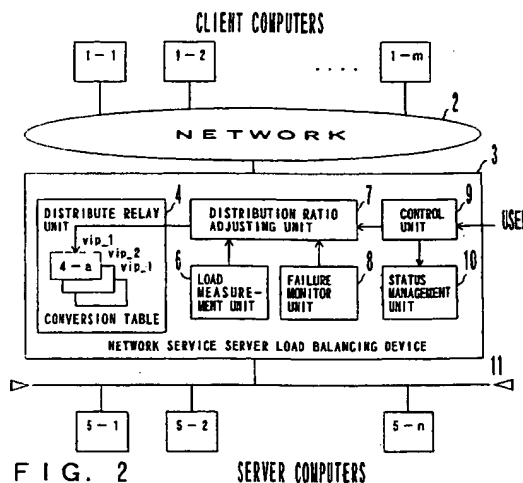 CLIENT COMPUTERS
1-1
1-2
....
1-m
2
NETWORK
3
DISTRIBUTE RELAY UNIT
4
vip_1
vip_2
vip_l
4-a
CONVERSION TABLE
DISTRIBUTION RATIO ADJUSTING UNIT
7
CONTROL UNIT
9
USER
6
LOAD MEASURE-MENT UNIT
FAILURE MONITOR UNIT
8
STATUS MANAGEMENT UNIT
10
NETWORK SERVICE SERVER LOAD BALANCING DEVICE
11
5-1
5-2
5-n
FIG. 2
SERVER COMPUTERS